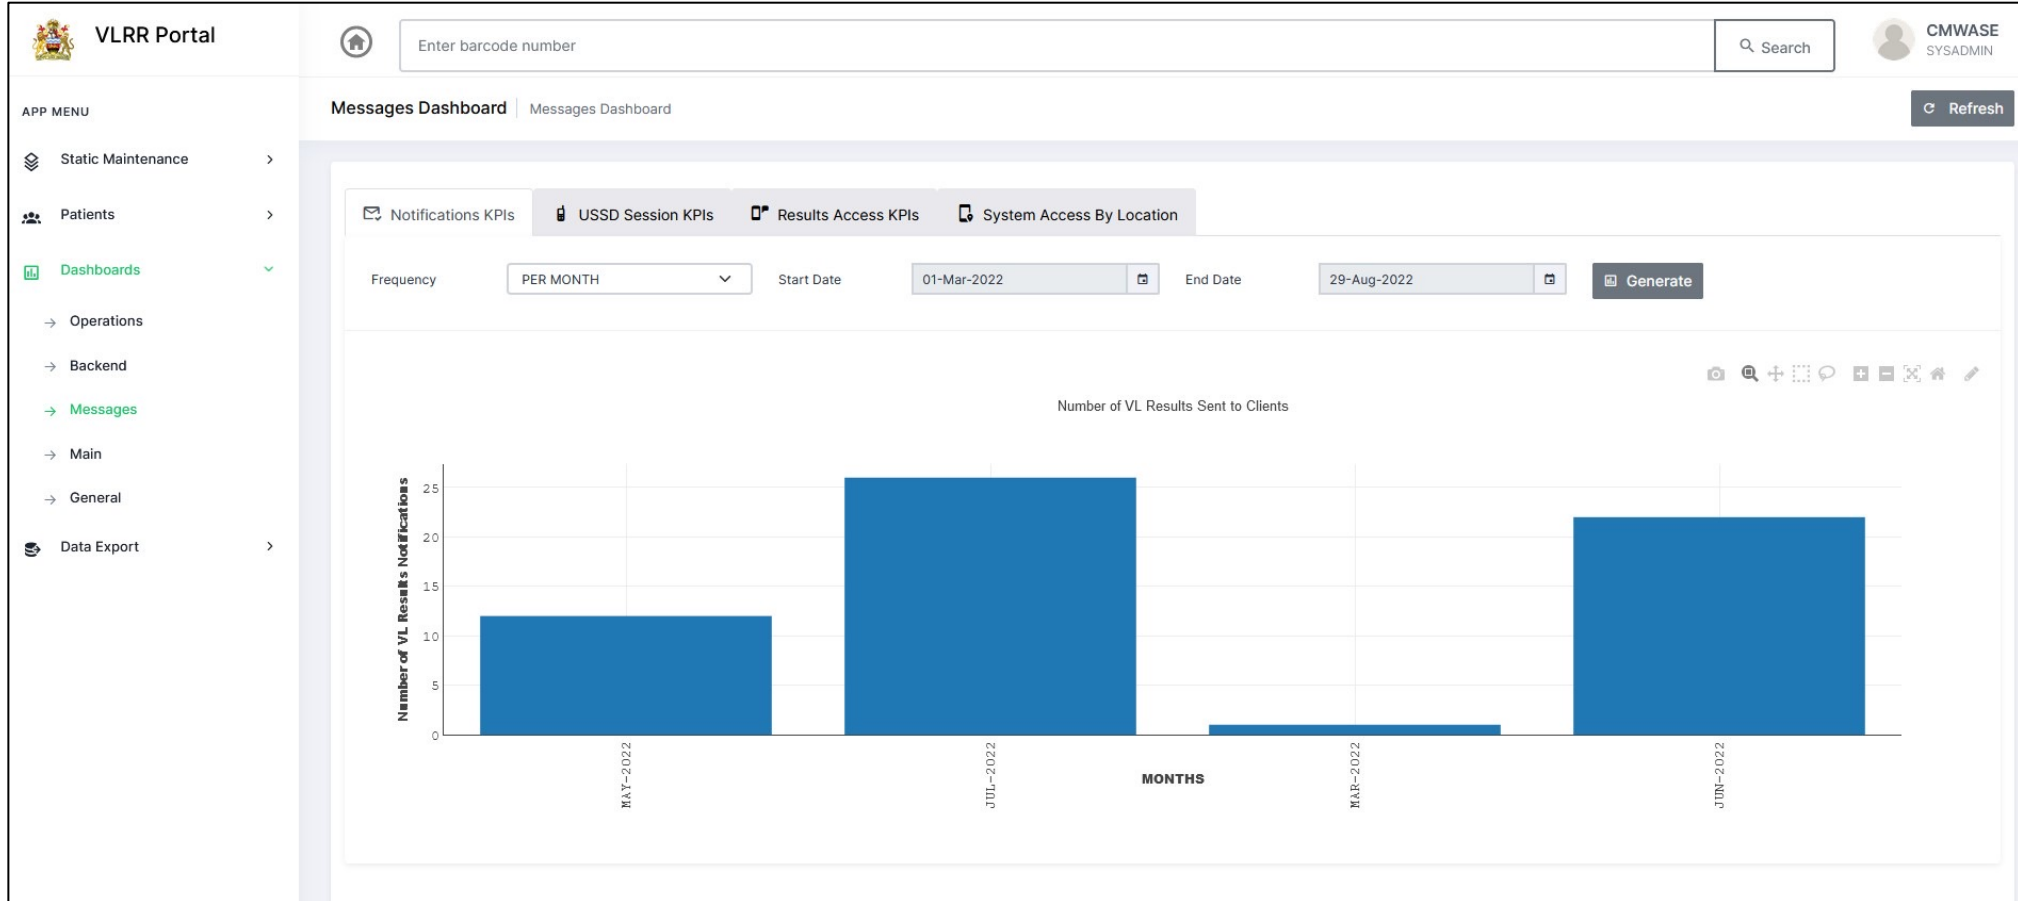 VLRR Portal
Enter barcode number
Search
CMWASE
SYSADMIN
APP MENU
Static Maintenance
Patients
Dashboards
Operations
Backend
Messages
Main
General
Data Export
Messages Dashboard
Messages Dashboard
Refresh
Notifications KPIs
USSD Session KPIs
Results Access KPIs
System Access By Location
Frequency
PER MONTH
Start Date
01-Mar-2022
End Date
29-Aug-2022
Generate
Number of VL Results Sent to Clients
Number of VL Results Notifications
25
20
15
10
5
0
MAY-2022
JUL-2022
MAR-2022
JUN-2022
MONTHS